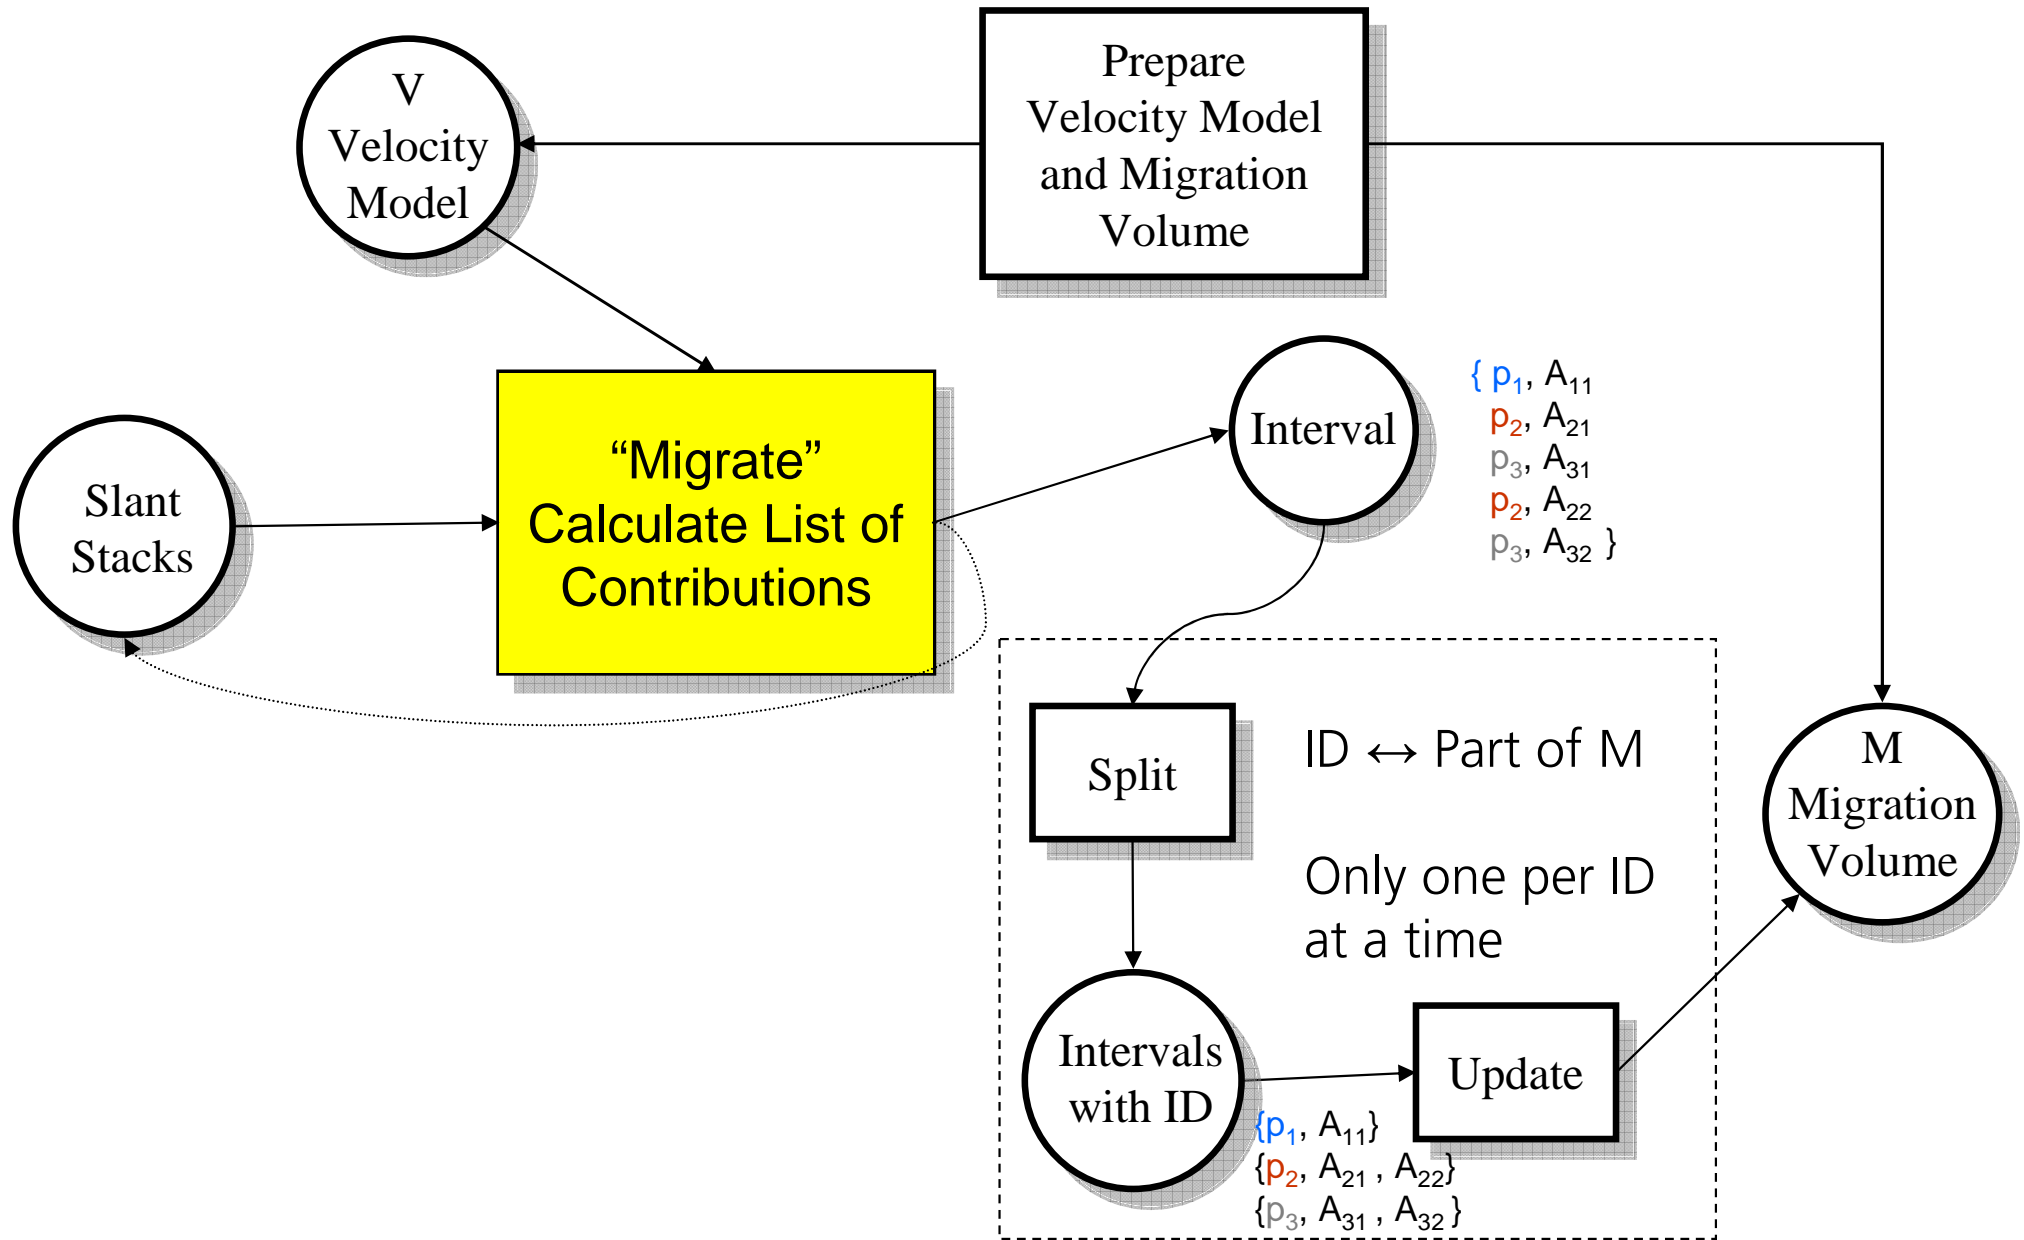 V
Velocity
Model
Prepare
Velocity Model
and Migration
Volume
Slant
Stacks
“Migrate”
Calculate List of
Contributions
Interval
{ p₁, A₁₁
p₂, A₂₁
p₃, A₃₁
p₂, A₂₂
p₃, A₃₂ }
Split
ID ↔ Part of M
Only one per ID
at a time
M
Migration
Volume
Intervals
with ID
Update
{p₁, A₁₁}
{p₂, A₂₁ , A₂₂}
{p₃, A₃₁ , A₃₂ }